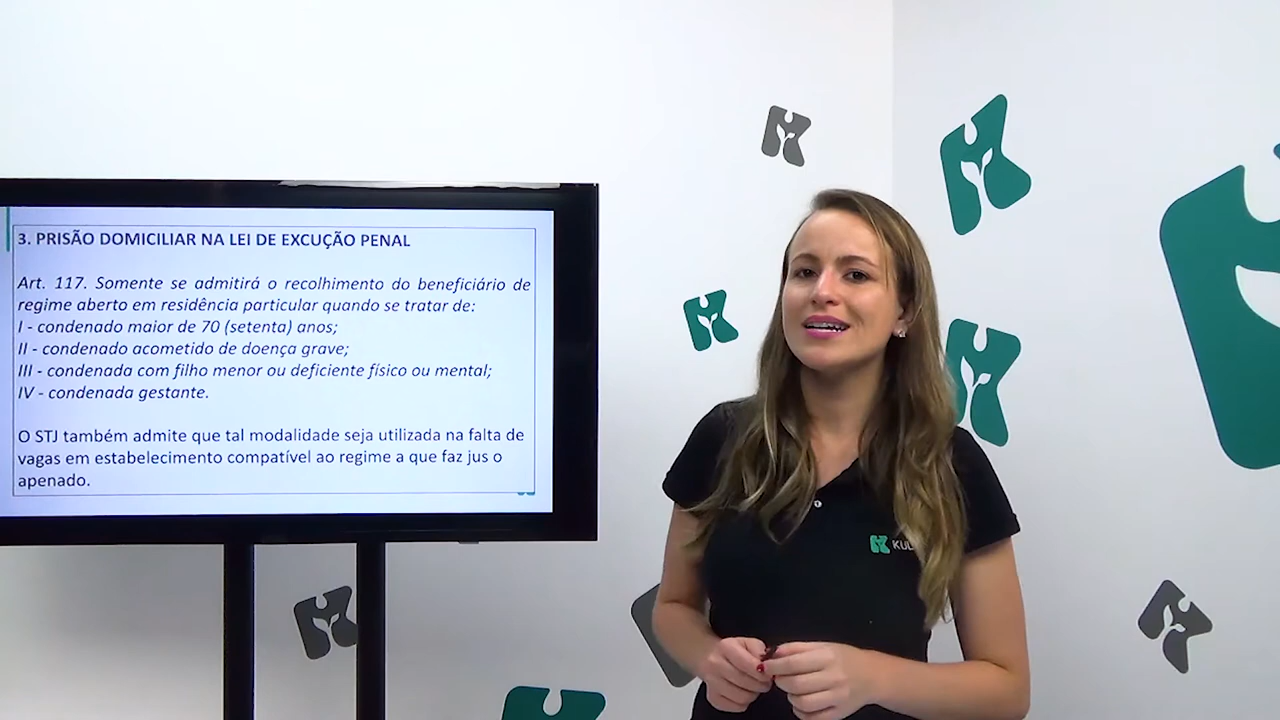 3. PRISÃO DOMICILIAR NA LEI DE EXCUÇÃO PENAL
Art. 117. Somente se admitirá o recolhimento do beneficiário de
regime aberto em residência particular quando se tratar de:
I - condenado maior de 70 (setenta) anos;
II - condenado acometido de doença grave;
III - condenada com filho menor ou deficiente físico ou mental;
IV - condenada gestante.
O STJ também admite que tal modalidade seja utilizada na falta de
vagas em estabelecimento compatível ao regime a que faz jus o
apenado.